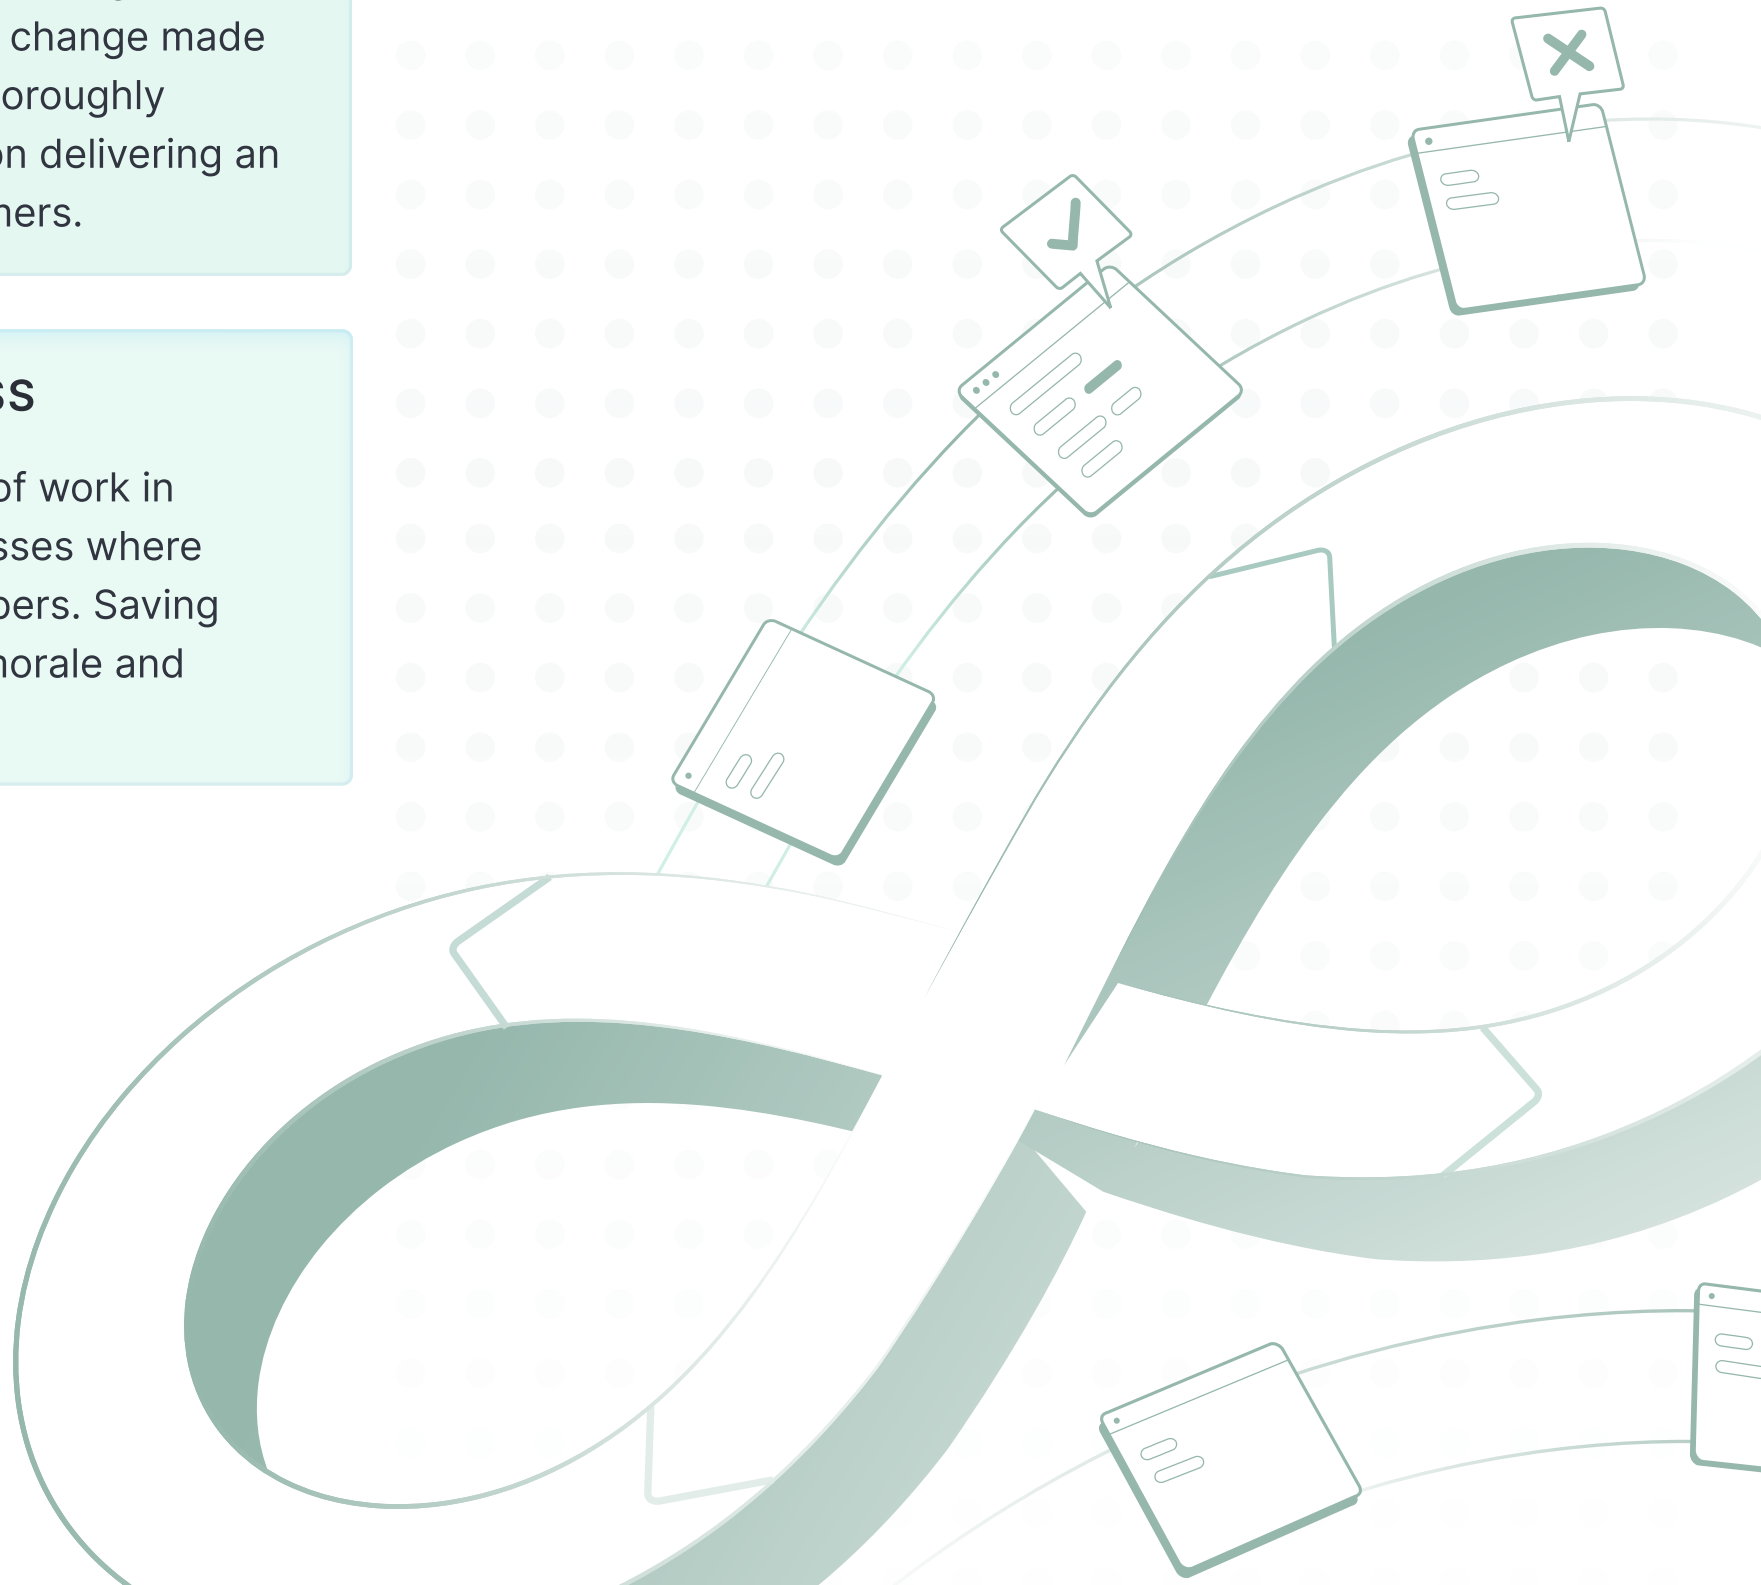 change made
oroughly
on delivering an
ners.
ss
of work in
sses where
pers. Saving
norale and